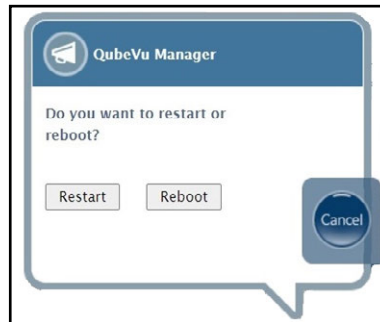 QubeVu Manager
Do you want to restart or
reboot?
Restart Reboot
Cancel